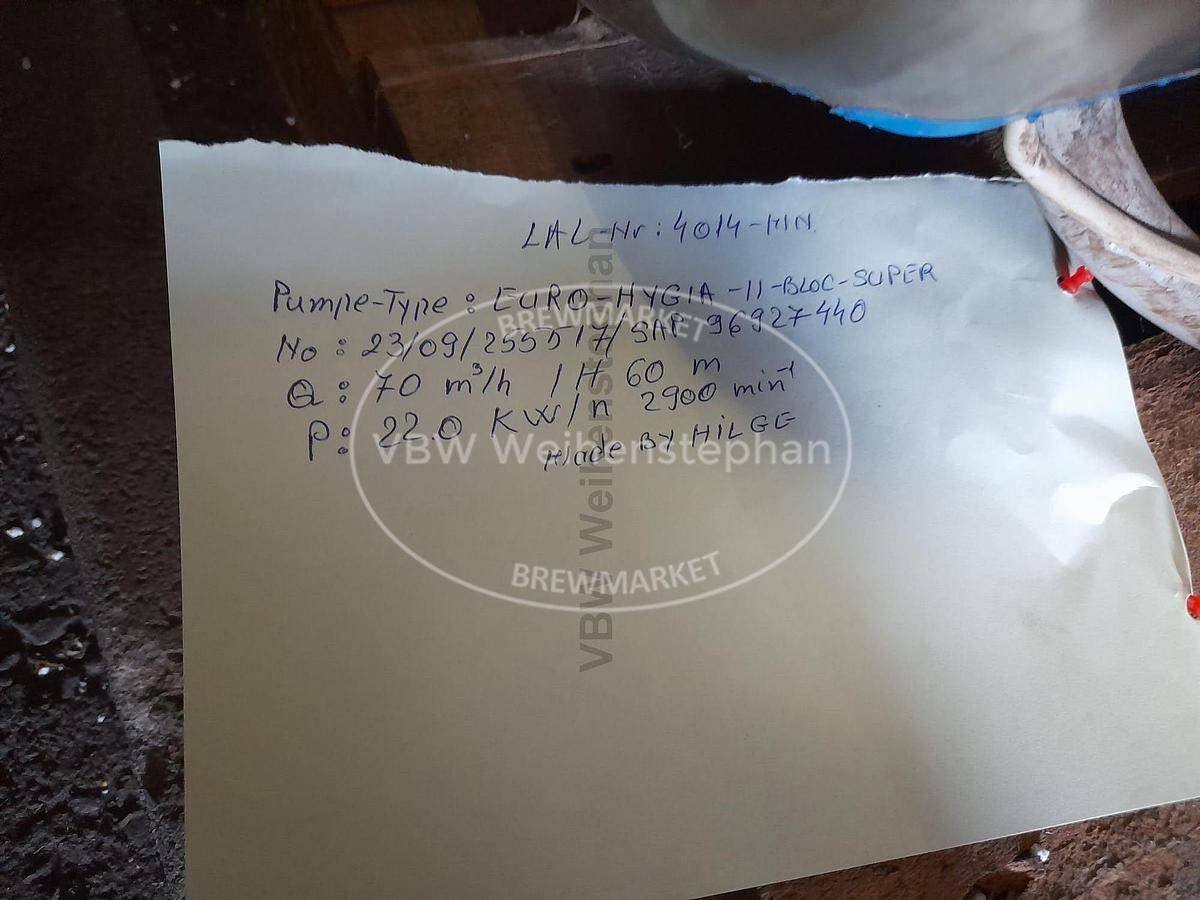 LAL-Nr: 4014-MIN
Pumpe-Type: EURO-HYGIA-II-BLOC-SUPER
No: 23/09/255517/SAP 96927440
Q: 70 m³/h / H 60 m
P: 22.0 KW/n 2900 min⁻¹
Made BY HILGE
BREWMARKET
VBW Weihenstephan
BREWMARKET
VBW Weihenstephan